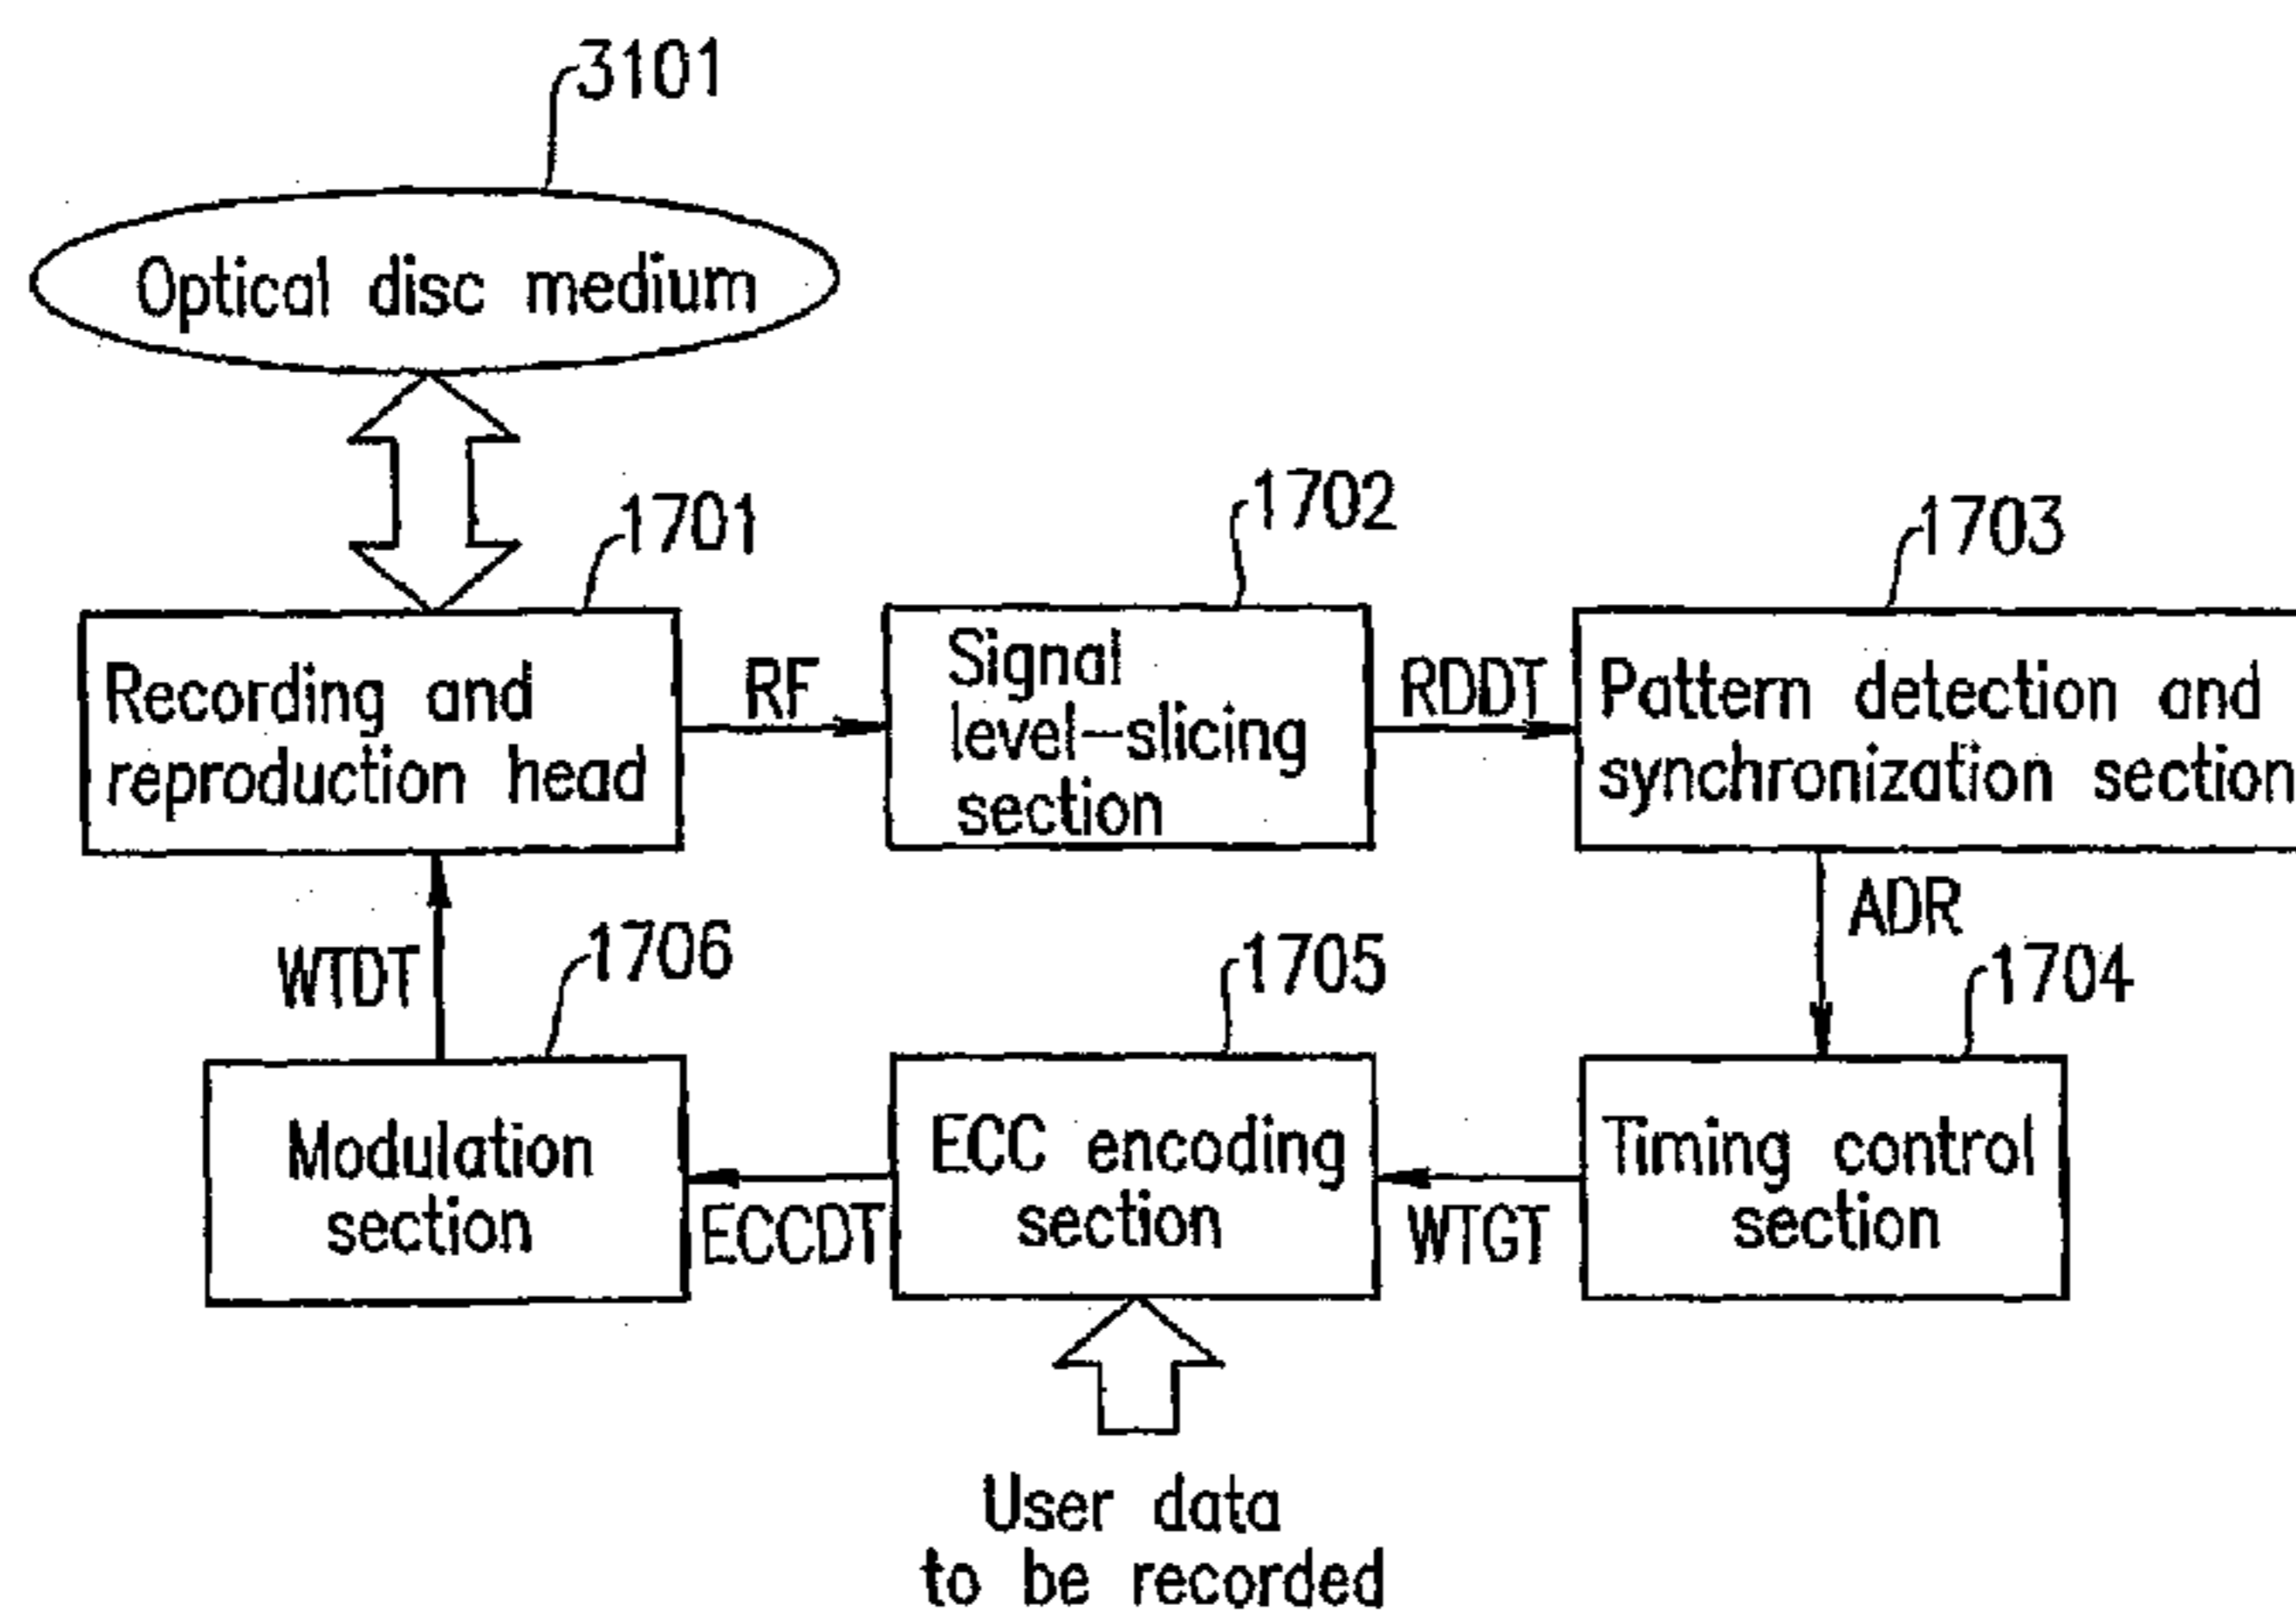 3101
Optical disc medium
1701
1702
1703
Recording and
reproduction head
RF
Signal
level-slicing
section
RDDT
Pattern detection and
synchronization section
ADR
WTDT
1706
1705
1704
Modulation
section
ECCDT
ECC encoding
section
WTGT
Timing control
section
User data
to be recorded